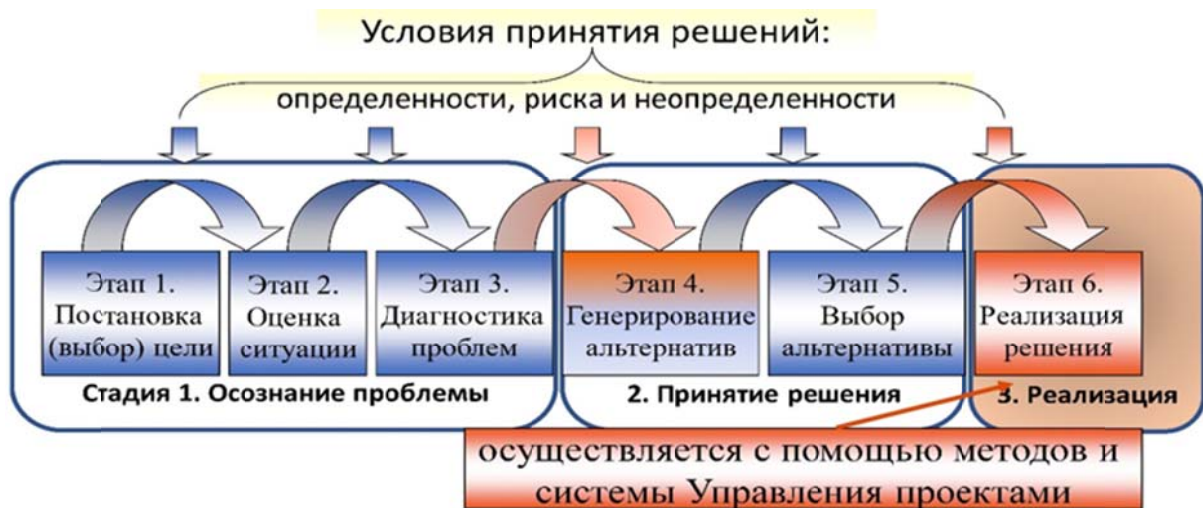 Условия принятия решений:
определенности, риска и неопределенности
Этап 1.
Постановка
(выбор) цели
Этап 2.
Оценка
ситуации
Этап 3.
Диагностика
проблем
Этап 4.
Генерирование
альтернатив
Этап 5.
Выбор
альтернативы
Этап 6.
Реализация
решения
Стадия 1. Осознание проблемы
2. Принятие решения
3. Реализация
осуществляется с помощью методов и
системы Управления проектами